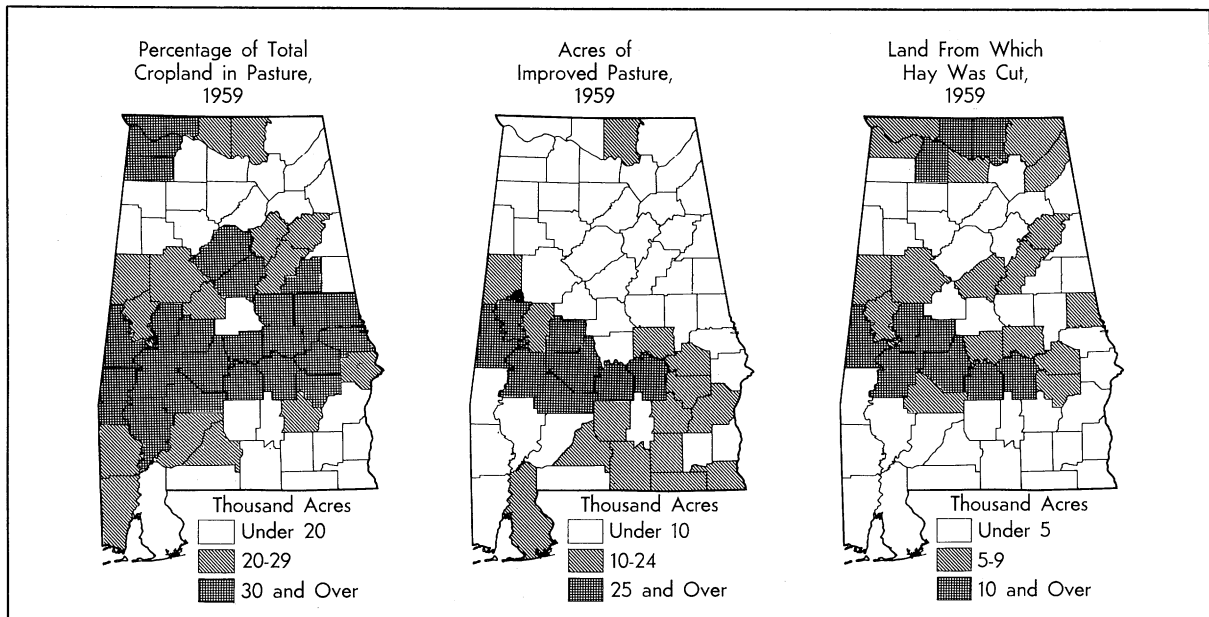 Percentage of Total
Cropland in Pasture,
1959
Thousand Acres
Under 20
20-29
30 and Over
Acres of
Improved Pasture,
1959
Thousand Acres
Under 10
10-24
25 and Over
Land From Which
Hay Was Cut,
1959
Thousand Acres
Under 5
5-9
10 and Over